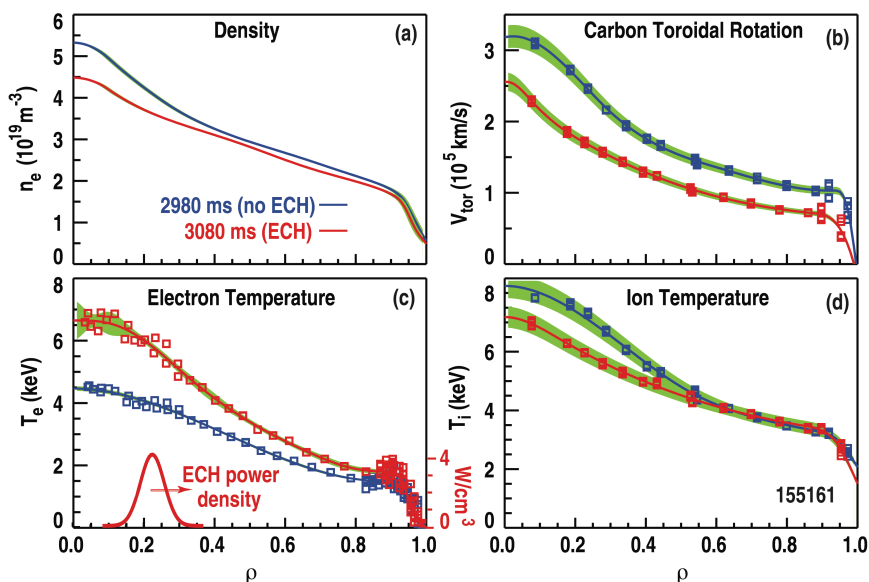 Density
(a)
n_e (10^19 m^-3)
6
5
4
3
2
1
0
2980 ms (no ECH)
3080 ms (ECH)
Carbon Toroidal Rotation
(b)
V_tor (10^5 km/s)
3
2
1
0
Electron Temperature
(c)
T_e (keV)
8
6
4
2
0
ECH power
density
4
2
0
W/cm^3
0.0 0.2 0.4 0.6 0.8 1.0
ρ
Ion Temperature
(d)
T_i (keV)
8
6
4
2
0
155161
0.0 0.2 0.4 0.6 0.8 1.0
ρ